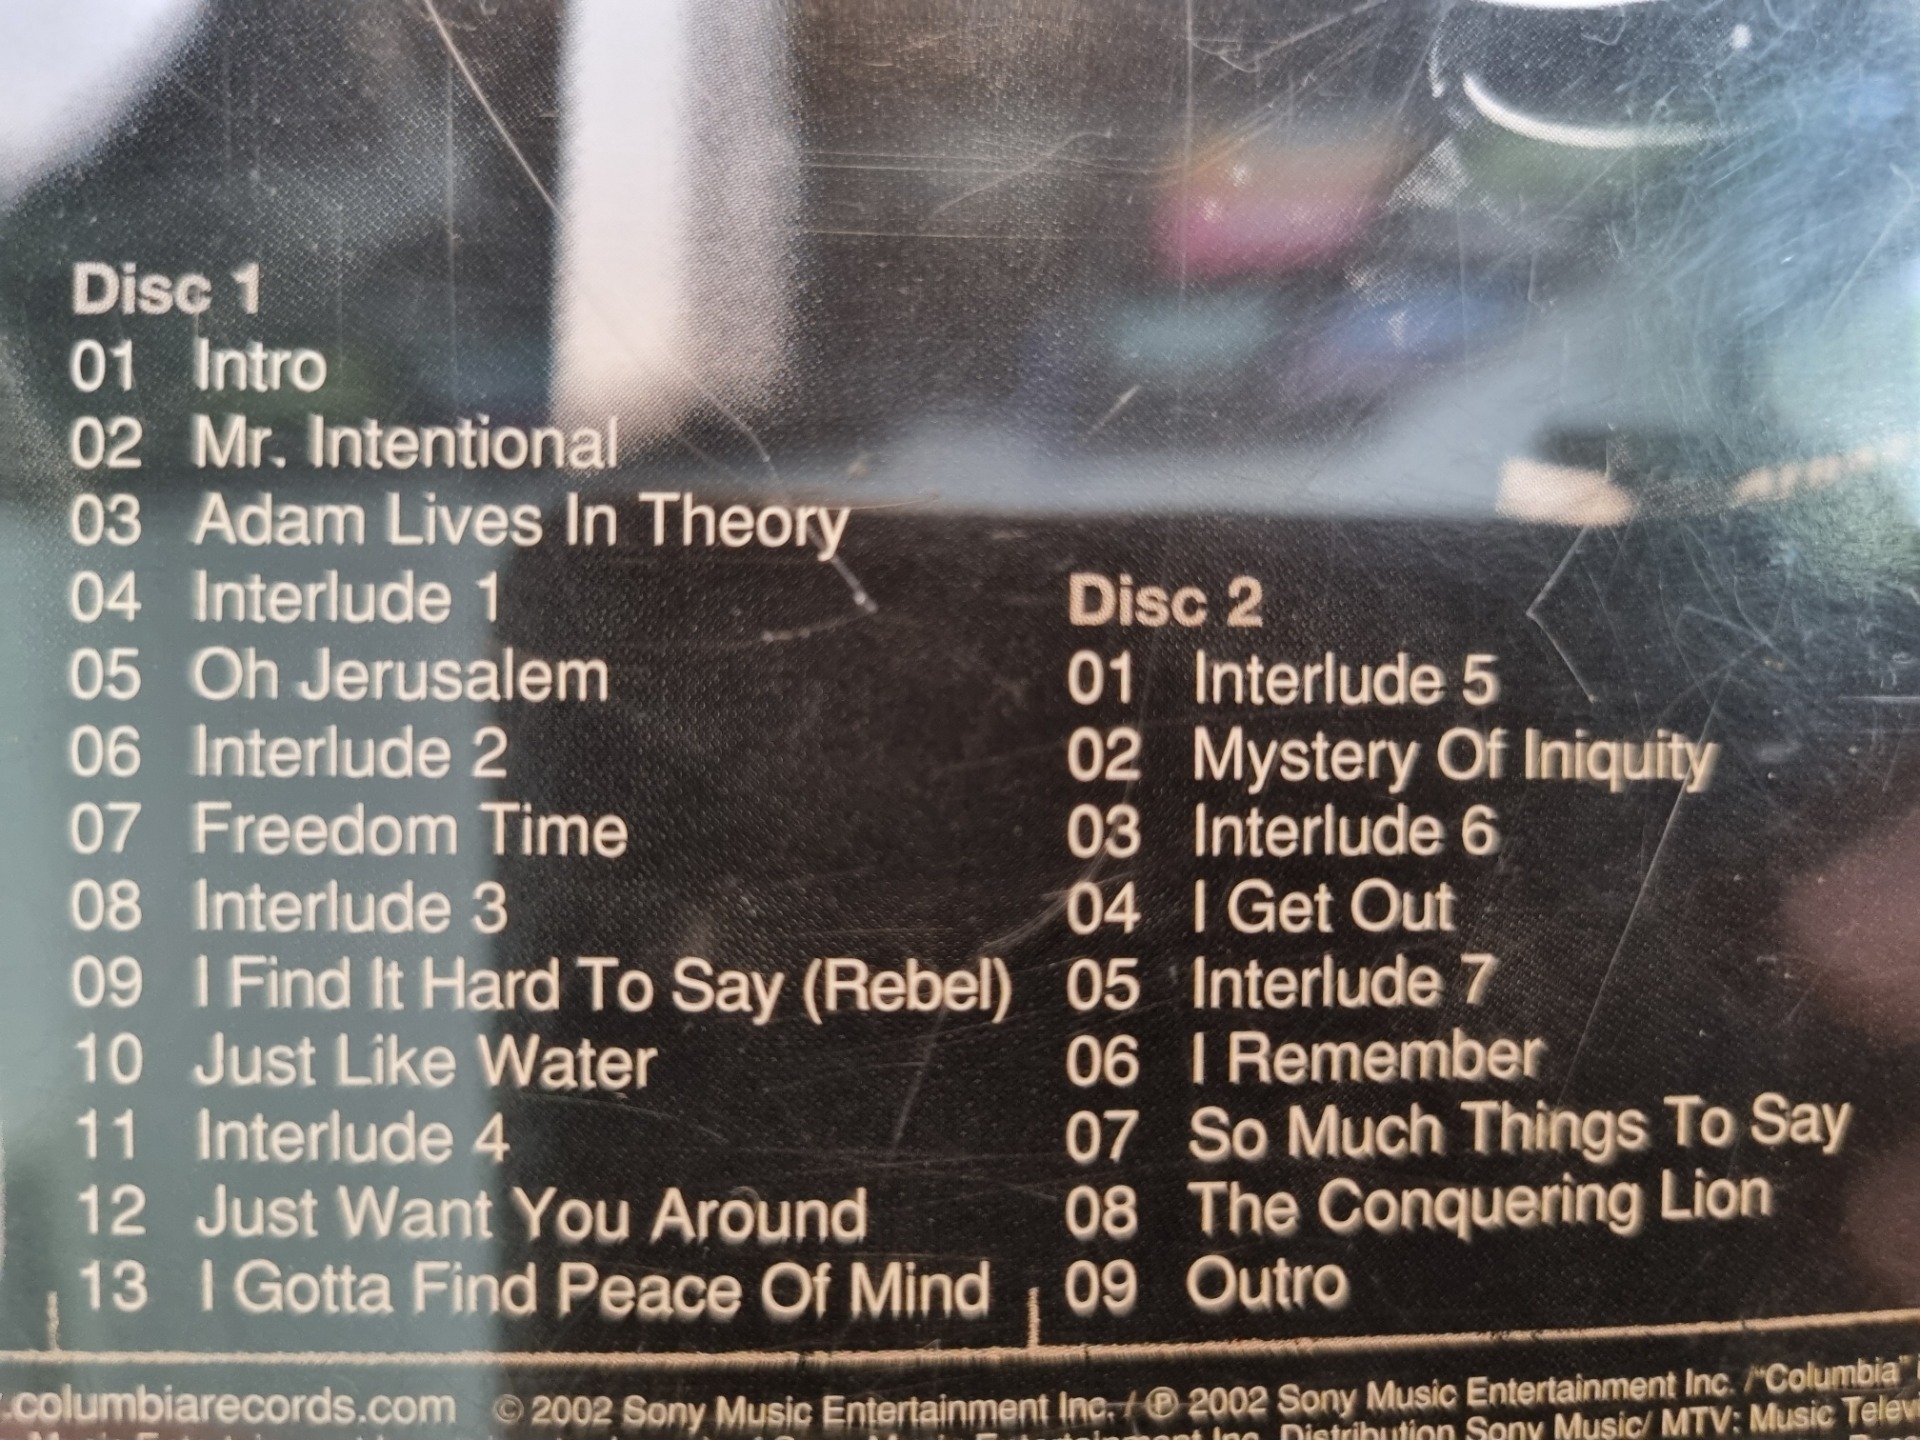 Disc 1
01 Intro
02 Mr. Intentional
03 Adam Lives In Theory
04 Interlude 1
05 Oh Jerusalem
06 Interlude 2
07 Freedom Time
08 Interlude 3
09 I Find It Hard To Say (Rebel)
10 Just Like Water
11 Interlude 4
12 Just Want You Around
13 I Gotta Find Peace Of Mind
Disc 2
01 Interlude 5
02 Mystery Of Iniquity
03 Interlude 6
04 I Get Out
05 Interlude 7
06 I Remember
07 So Much Things To Say
08 The Conquering Lion
09 Outro
.columbiarecords.com © 2002 Sony Music Entertainment Inc. / ℗ 2002 Sony Music Entertainment Inc. /"Columbia"
Distribution Sony Music/ MTV: Music